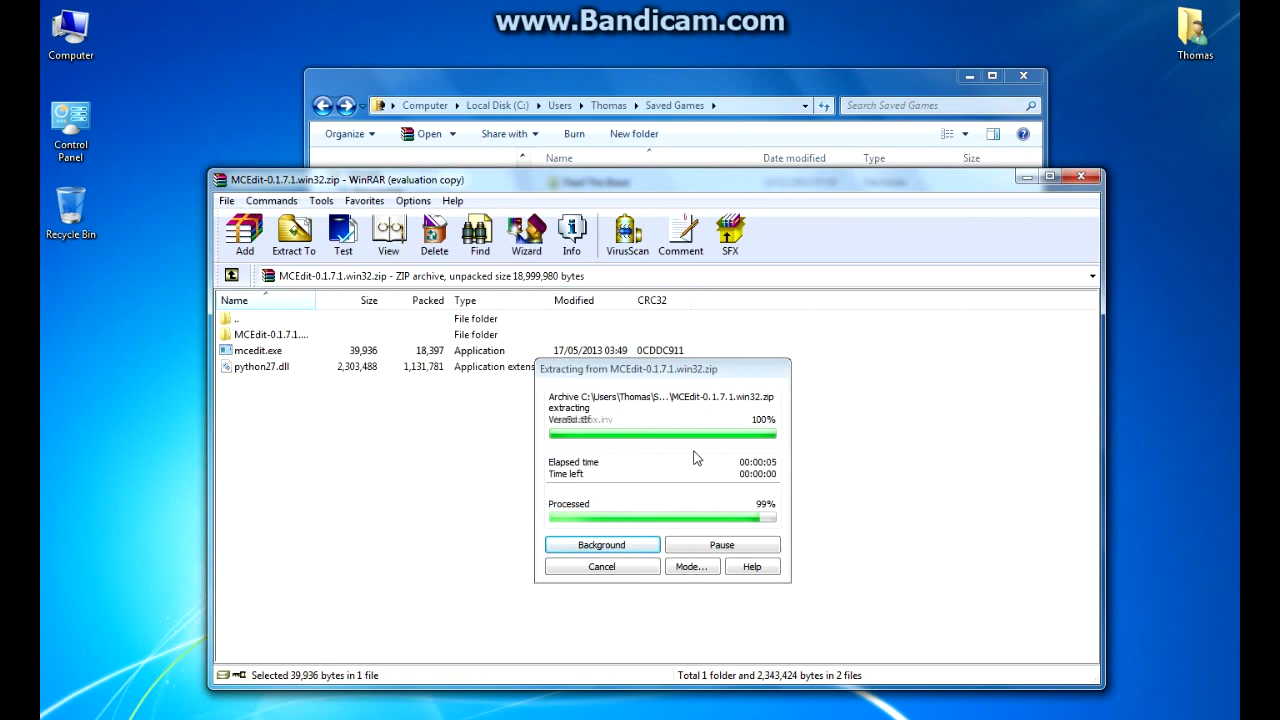 www.Bandicam.com
Computer
Thomas
Computer Local Disk (C:) Users Thomas Saved Games
Search Saved Games
Organize Open Share with Burn New folder
Control
Panel
Name Date modified Type Size
MCEdit-0.1.7.1.win32.zip - WinRAR (evaluation copy)
Feed The Beast
File Commands Tools Favorites Options Help
Recycle Bin
Add Extract To Test View Delete Find Wizard Info VirusScan Comment SFX
MCEdit-0.1.7.1.win32.zip - ZIP archive, unpacked size 18,999,980 bytes
Name Size Packed Type Modified CRC32
.. File folder
MCEdit-0.1.7.1.... File folder
mcedit.exe 39,936 18,397 Application 17/05/2013 03:49 0CDDC911
python27.dll 2,303,488 1,131,781 Application extens
Extracting from MCEdit-0.1.7.1.win32.zip
Archive C:\Users\Thomas\S...\MCEdit-0.1.7.1.win32.zip
extracting
100%
Elapsed time 00:00:05
Time left 00:00:00
Processed 99%
Background Pause
Cancel Mode... Help
Selected 39,936 bytes in 1 file Total 1 folder and 2,343,424 bytes in 2 files